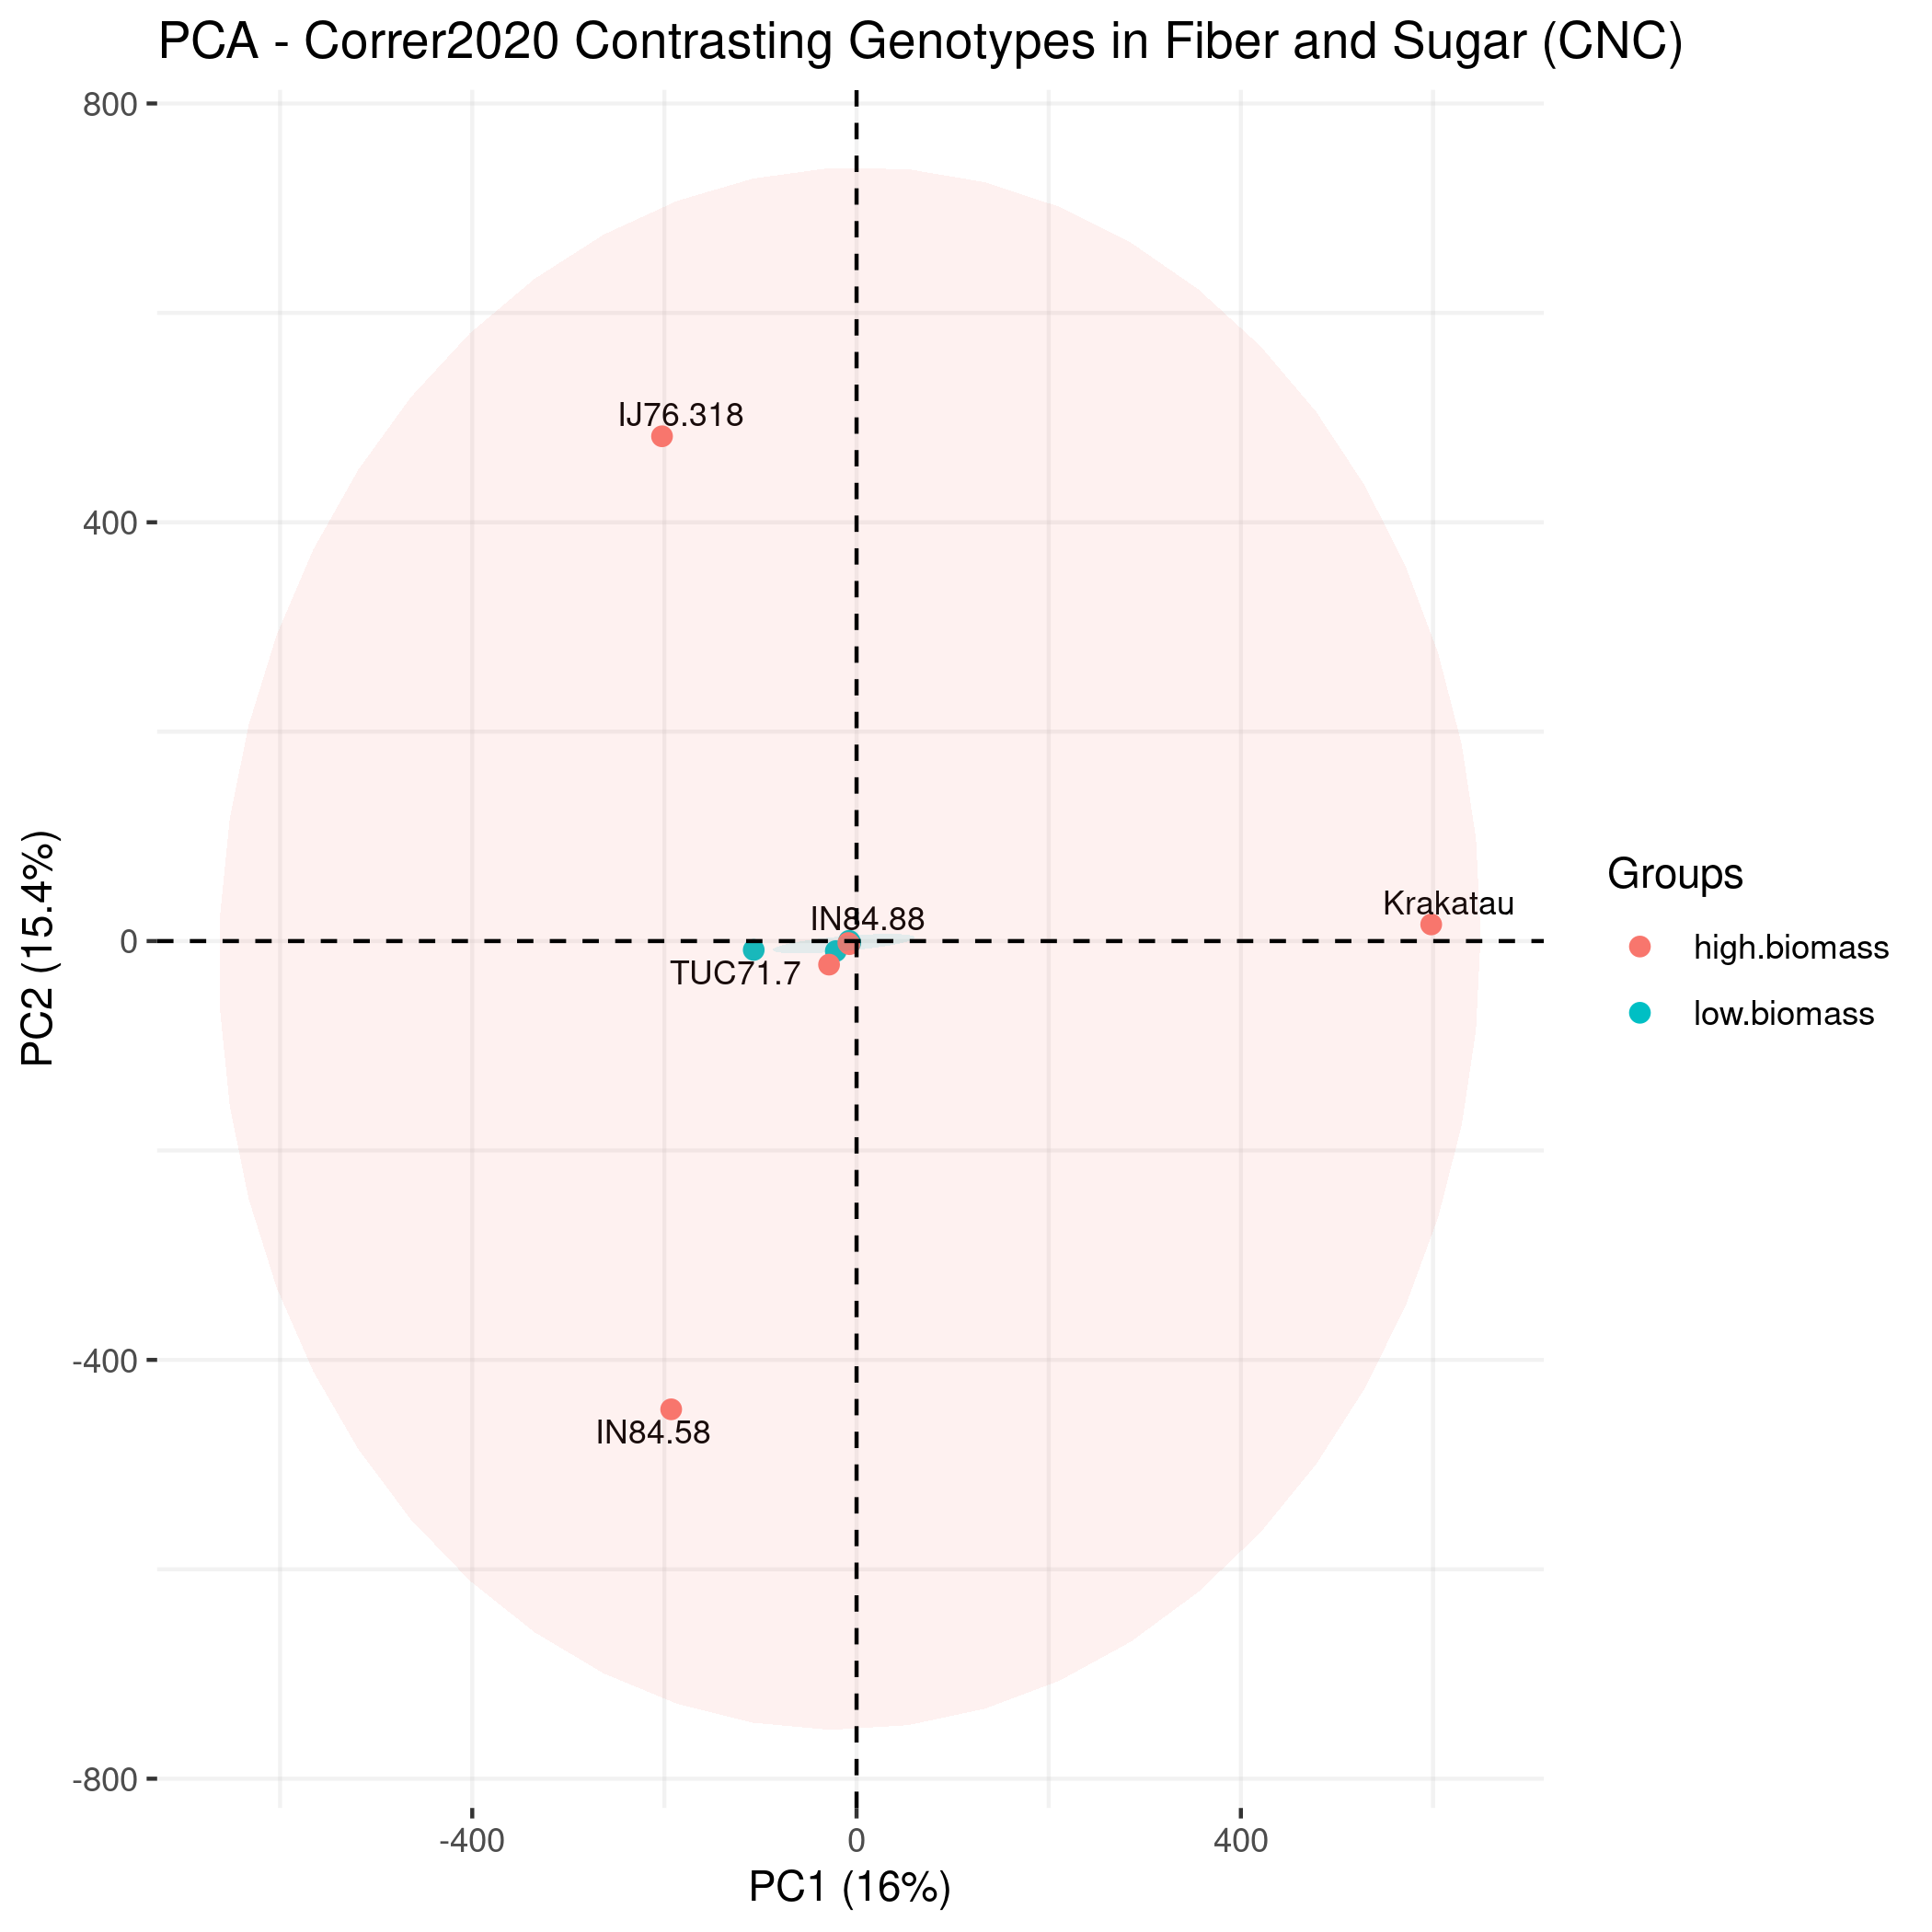 PCA - Correr2020 Contrasting Genotypes in Fiber and Sugar (CNC)
800
400
0
-400
-800
PC2 (15.4%)
IJ76.318
IN84.88
Krakatau
TUC71.7
IN84.58
-400
0
400
PC1 (16%)
Groups
high.biomass
low.biomass